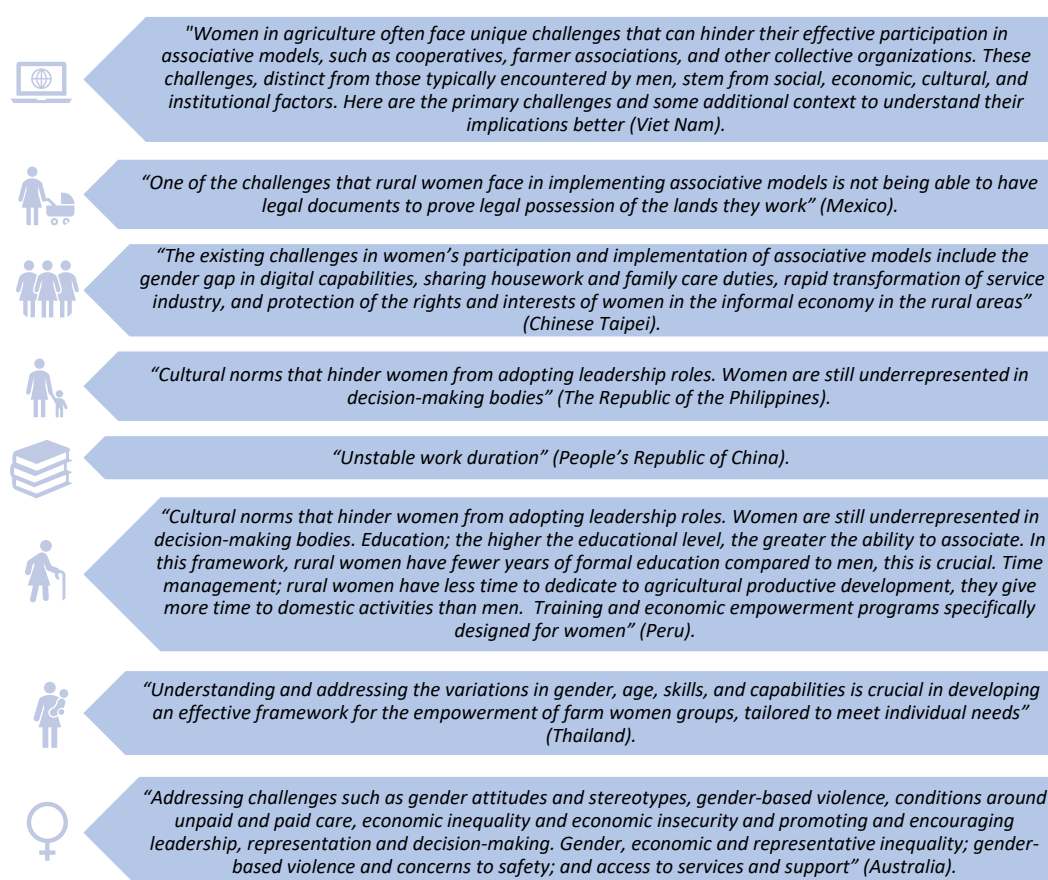 "Women in agriculture often face unique challenges that can hinder their effective participation in
associative models, such as cooperatives, farmer associations, and other collective organizations. These
challenges, distinct from those typically encountered by men, stem from social, economic, cultural, and
institutional factors. Here are the primary challenges and some additional context to understand their
implications better (Viet Nam).
“One of the challenges that rural women face in implementing associative models is not being able to have
legal documents to prove legal possession of the lands they work” (Mexico).
“The existing challenges in women’s participation and implementation of associative models include the
gender gap in digital capabilities, sharing housework and family care duties, rapid transformation of service
industry, and protection of the rights and interests of women in the informal economy in the rural areas”
(Chinese Taipei).
“Cultural norms that hinder women from adopting leadership roles. Women are still underrepresented in
decision-making bodies” (The Republic of the Philippines).
“Unstable work duration” (People’s Republic of China).
“Cultural norms that hinder women from adopting leadership roles. Women are still underrepresented in
decision-making bodies. Education; the higher the educational level, the greater the ability to associate. In
this framework, rural women have fewer years of formal education compared to men, this is crucial. Time
management; rural women have less time to dedicate to agricultural productive development, they give
more time to domestic activities than men.  Training and economic empowerment programs specifically
designed for women” (Peru).
“Understanding and addressing the variations in gender, age, skills, and capabilities is crucial in developing
an effective framework for the empowerment of farm women groups, tailored to meet individual needs”
(Thailand).
“Addressing challenges such as gender attitudes and stereotypes, gender-based violence, conditions around
unpaid and paid care, economic inequality and economic insecurity and promoting and encouraging
leadership, representation and decision-making. Gender, economic and representative inequality; gender-
based violence and concerns to safety; and access to services and support” (Australia).